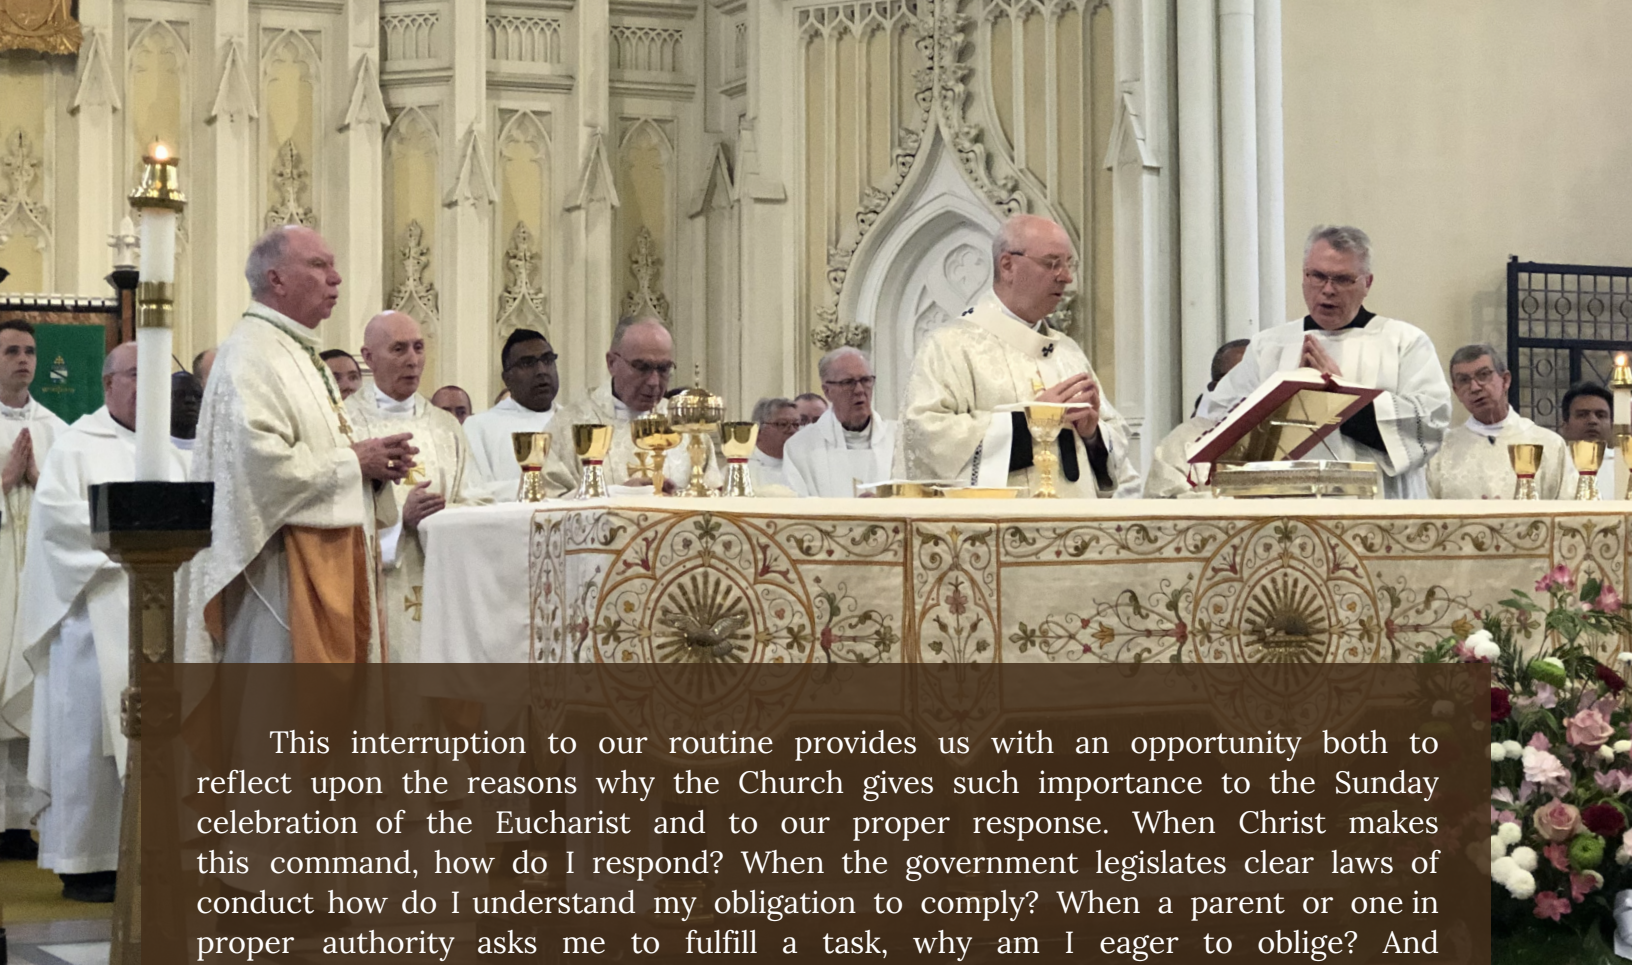 This interruption to our routine provides us with an opportunity both to
reflect upon the reasons why the Church gives such importance to the Sunday
celebration of the Eucharist and to our proper response. When Christ makes
this command, how do I respond? When the government legislates clear laws of
conduct how do I understand my obligation to comply? When a parent or one in
proper authority asks me to fulfill a task, why am I eager to oblige? And